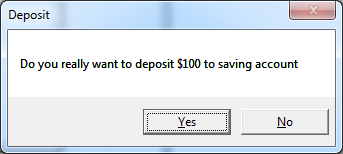 Deposit
Do you really want to deposit $100 to saving account
Yes
No